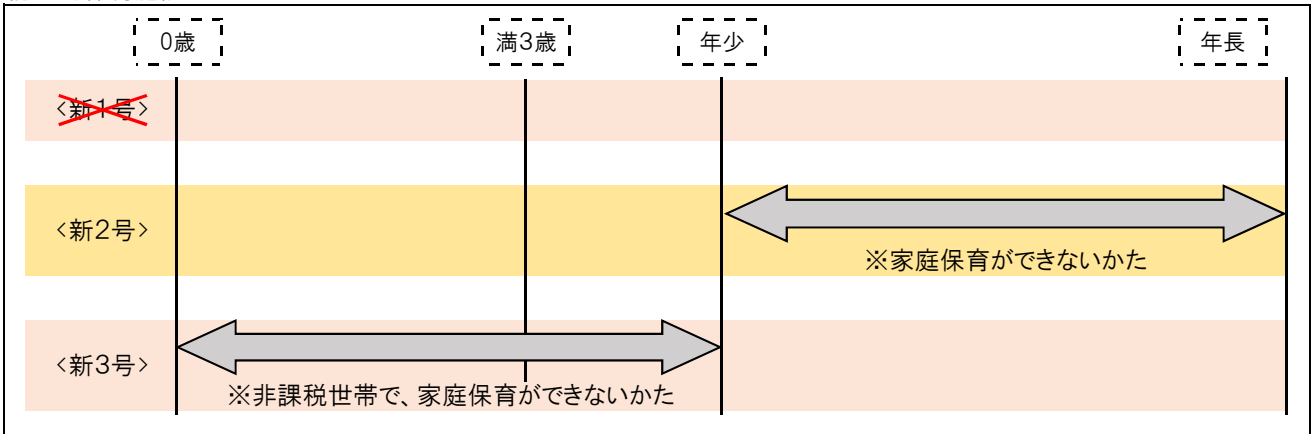 0歳
満3歳
年少
年長
<新1号>
<新2号>
※家庭保育ができないかた
<新3号>
※非課税世帯で、家庭保育ができないかた